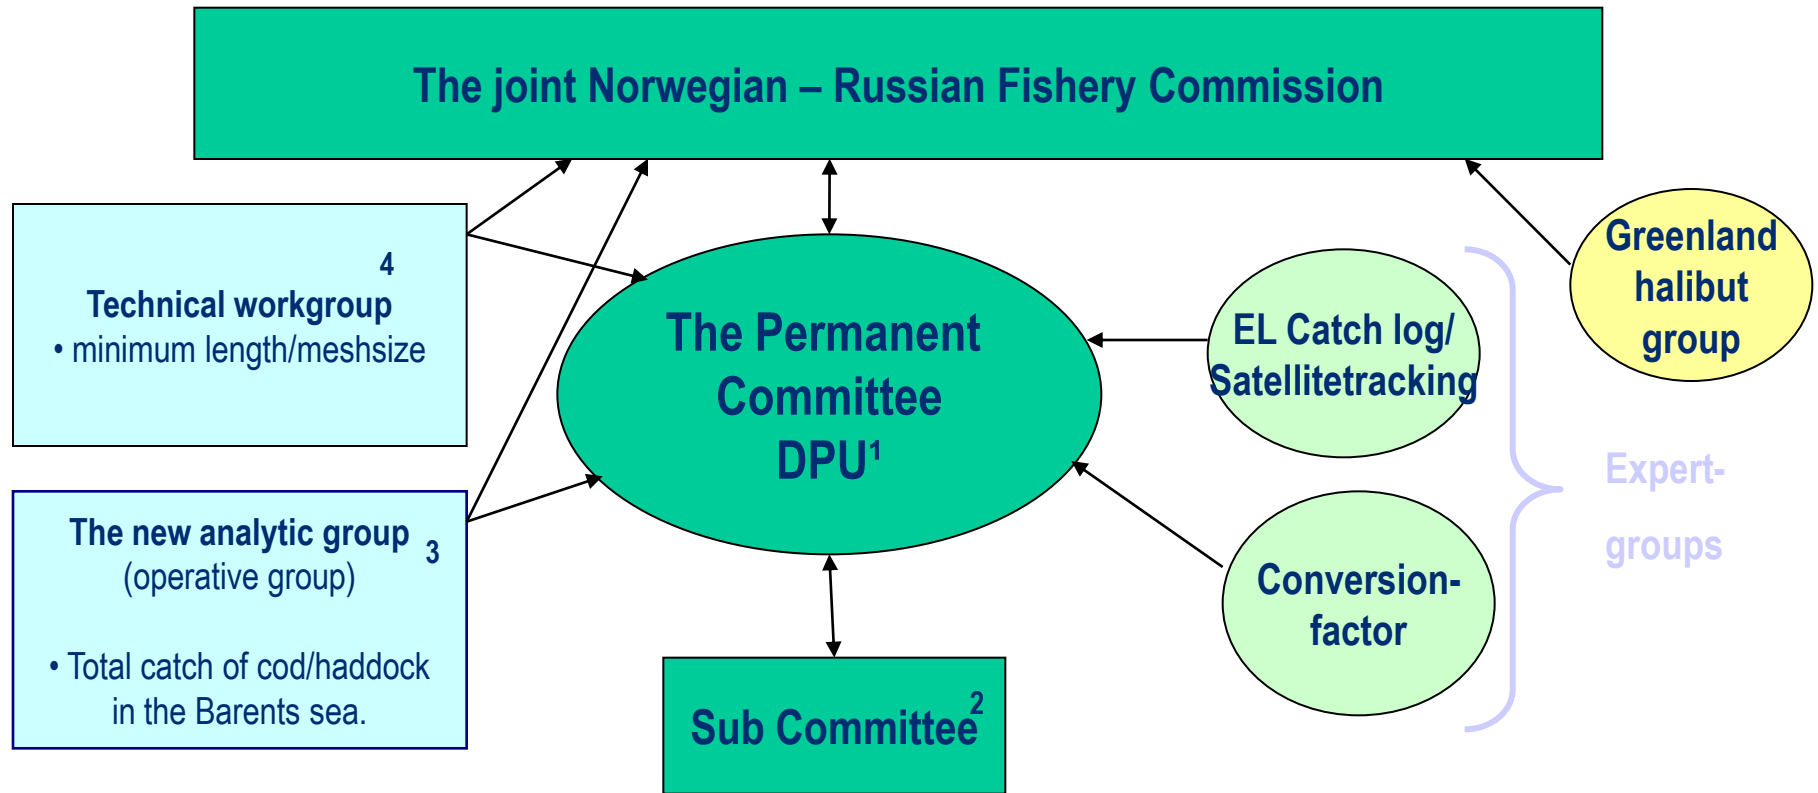 The joint Norwegian – Russian Fishery Commission
4
Technical workgroup
• minimum length/meshsize
The new analytic group 3
(operative group)
• Total catch of cod/haddock
in the Barents sea.
The Permanent
Committee
DPU¹
Sub Committee²
EL Catch log/
Satellitetracking
Conversion-
factor
Greenland
halibut
group
Expert-
groups